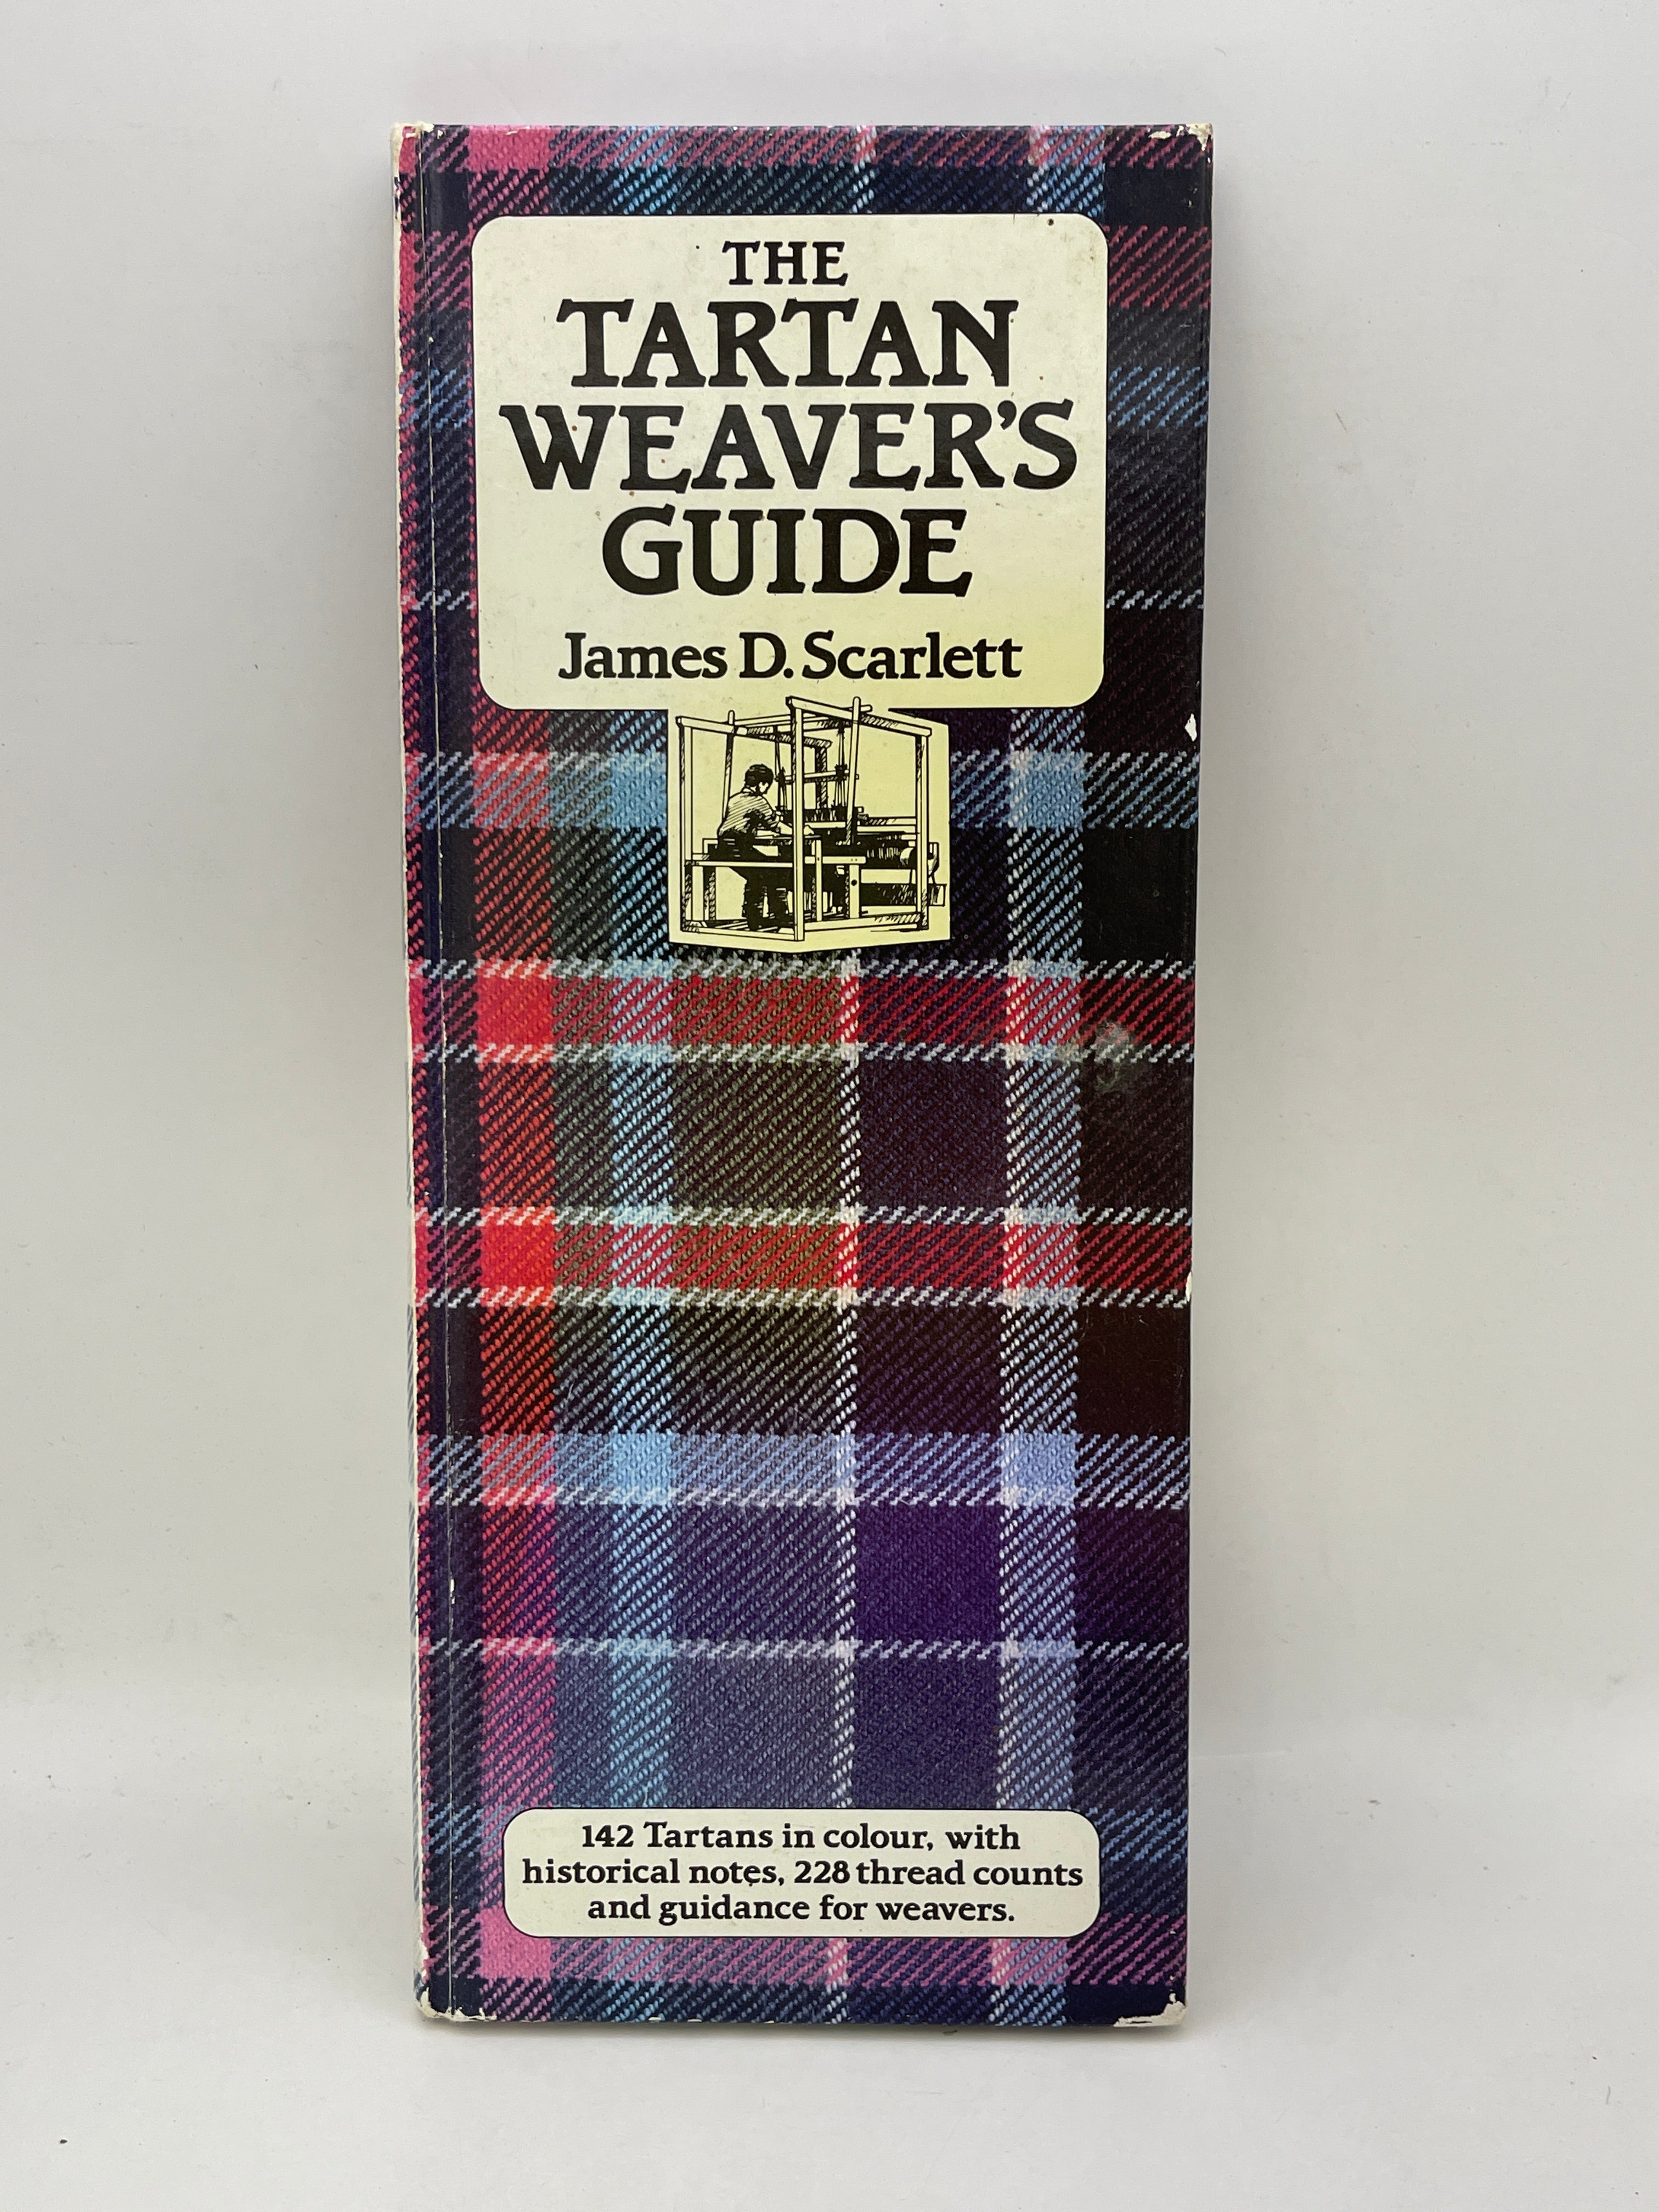 THE
TARTAN
WEAVER'S
GUIDE
James D. Scarlett
142 Tartans in colour, with
historical notes, 228 thread counts
and guidance for weavers.